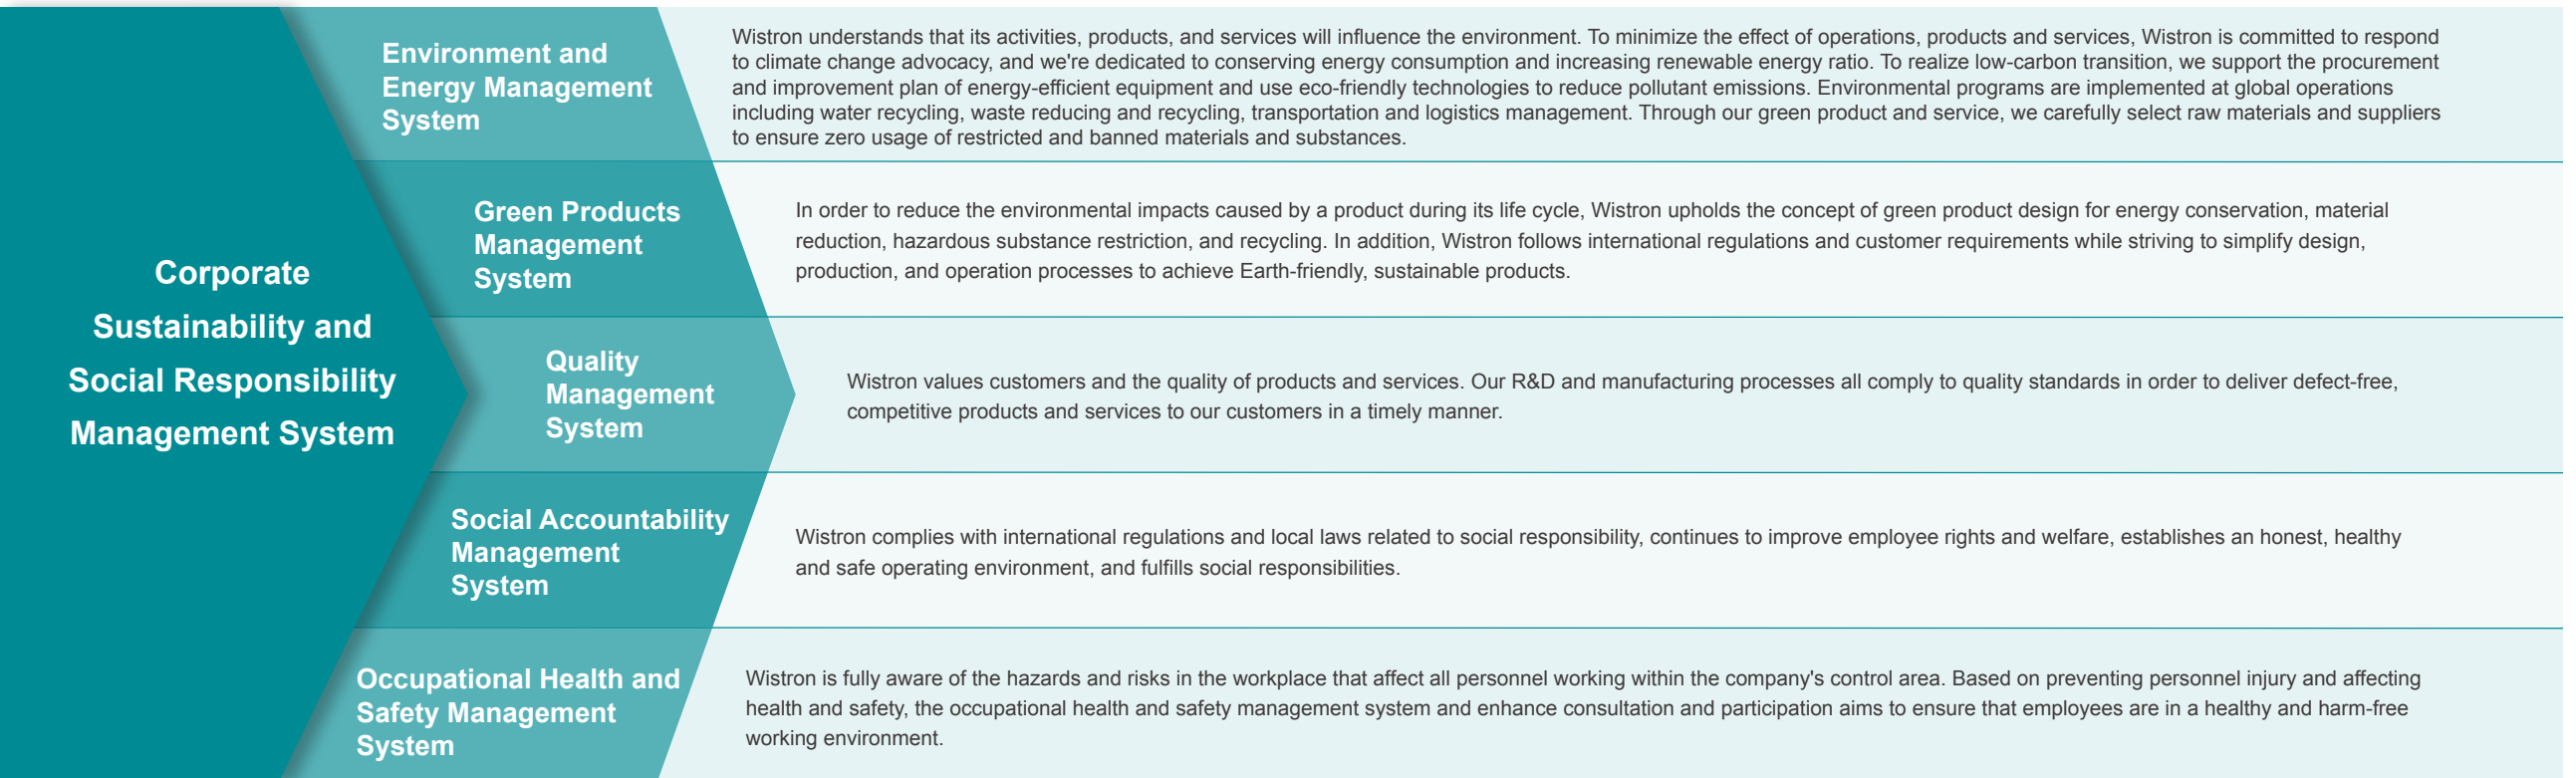 Corporate
Sustainability and
Social Responsibility
Management System
Environment and
Energy Management
System
Wistron understands that its activities, products, and services will influence the environment. To minimize the effect of operations, products and services, Wistron is committed to respond
to climate change advocacy, and we're dedicated to conserving energy consumption and increasing renewable energy ratio. To realize low-carbon transition, we support the procurement
and improvement plan of energy-efficient equipment and use eco-friendly technologies to reduce pollutant emissions. Environmental programs are implemented at global operations
including water recycling, waste reducing and recycling, transportation and logistics management. Through our green product and service, we carefully select raw materials and suppliers
to ensure zero usage of restricted and banned materials and substances.
Green Products
Management
System
In order to reduce the environmental impacts caused by a product during its life cycle, Wistron upholds the concept of green product design for energy conservation, material
reduction, hazardous substance restriction, and recycling. In addition, Wistron follows international regulations and customer requirements while striving to simplify design,
production, and operation processes to achieve Earth-friendly, sustainable products.
Quality
Management
System
Wistron values customers and the quality of products and services. Our R&D and manufacturing processes all comply to quality standards in order to deliver defect-free,
competitive products and services to our customers in a timely manner.
Social Accountability
Management
System
Wistron complies with international regulations and local laws related to social responsibility, continues to improve employee rights and welfare, establishes an honest, healthy
and safe operating environment, and fulfills social responsibilities.
Occupational Health and
Safety Management
System
Wistron is fully aware of the hazards and risks in the workplace that affect all personnel working within the company's control area. Based on preventing personnel injury and affecting
health and safety, the occupational health and safety management system and enhance consultation and participation aims to ensure that employees are in a healthy and harm-free
working environment.